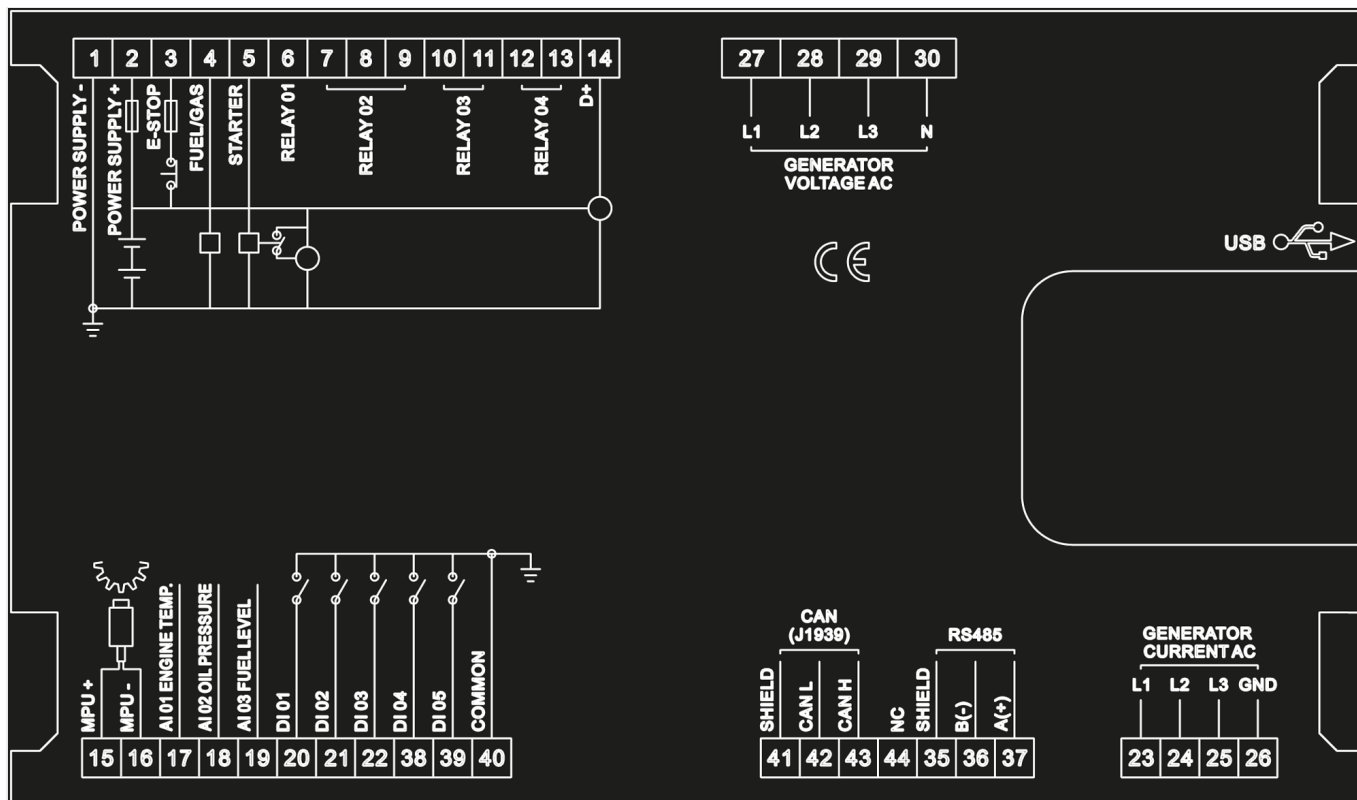 1 2 3 4 5 6 7 8 9 10 11 12 13 14
POWER SUPPLY -
POWER SUPPLY +
E-STOP
FUEL/GAS
STARTER
RELAY 01
RELAY 02
RELAY 03
RELAY 04
D+
27 28 29 30
L1 L2 L3 N
GENERATOR
VOLTAGE AC
CE
USB
MPU +
MPU -
AI 01 ENGINE TEMP.
AI 02 OIL PRESSURE
AI 03 FUEL LEVEL
DI 01
DI 02
DI 03
DI 04
DI 05
COMMON
15 16 17 18 19 20 21 22 38 39 40
CAN
(J1939)
RS485
SHIELD
CAN L
CAN H
NC
SHIELD
B(-)
A(+)
41 42 43 44 35 36 37
GENERATOR
CURRENT AC
L1 L2 L3 GND
23 24 25 26